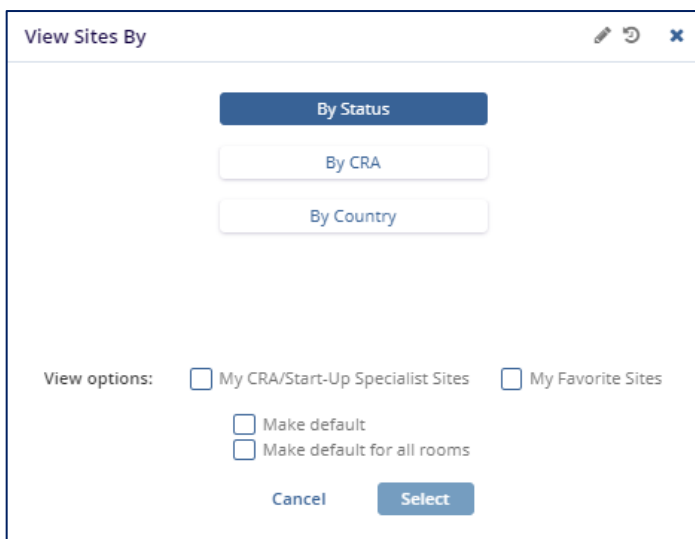 View Sites By
By Status
By CRA
By Country
View options: My CRA/Start-Up Specialist Sites My Favorite Sites
Make default
Make default for all rooms
Cancel Select